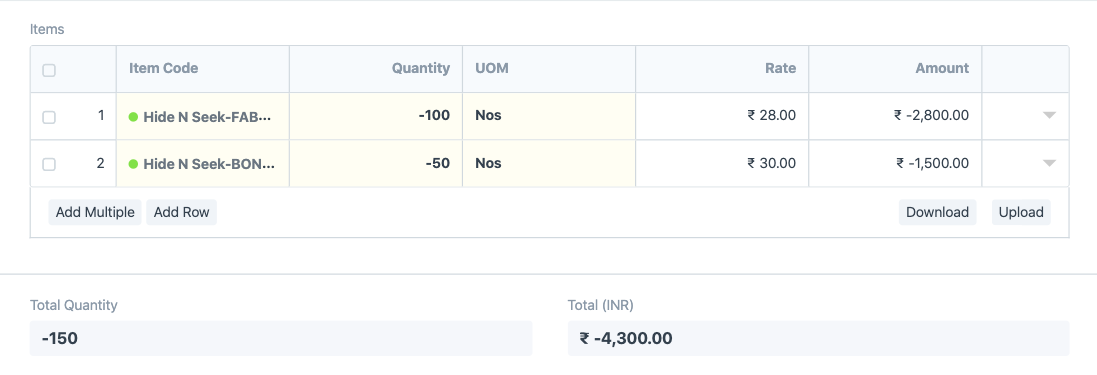 Items
Item Code Quantity UOM Rate Amount
1 Hide N Seek-FAB... -100 Nos ₹ 28.00 ₹ -2,800.00
2 Hide N Seek-BON... -50 Nos ₹ 30.00 ₹ -1,500.00
Add Multiple Add Row Download Upload
Total Quantity Total (INR)
-150 ₹ -4,300.00